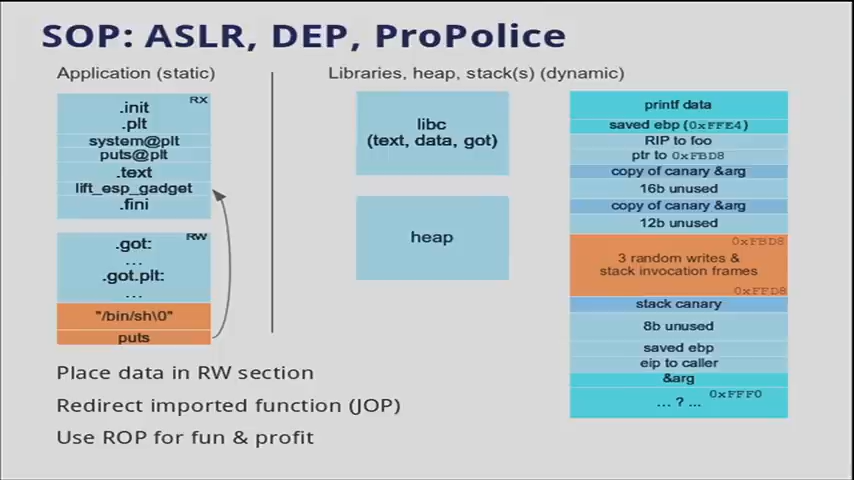 SOP: ASLR, DEP, ProPolice
Application (static)
Libraries, heap, stack(s) (dynamic)
RX
.init
.plt
system@plt
puts@plt
.text
lift_esp_gadget
.fini
RW
.got:
...
.got.plt:
...
"/bin/sh\0"
puts
libc
(text, data, got)
heap
printf data
saved ebp (0xFFE4)
RIP to foo
ptr to 0xFBD8
copy of canary &arg
16b unused
copy of canary &arg
12b unused
0xFBD8
3 random writes &
stack invocation frames
0xFFD8
stack canary
8b unused
saved ebp
eip to caller
&arg
... ? ...
0xFFF0
Place data in RW section
Redirect imported function (JOP)
Use ROP for fun & profit